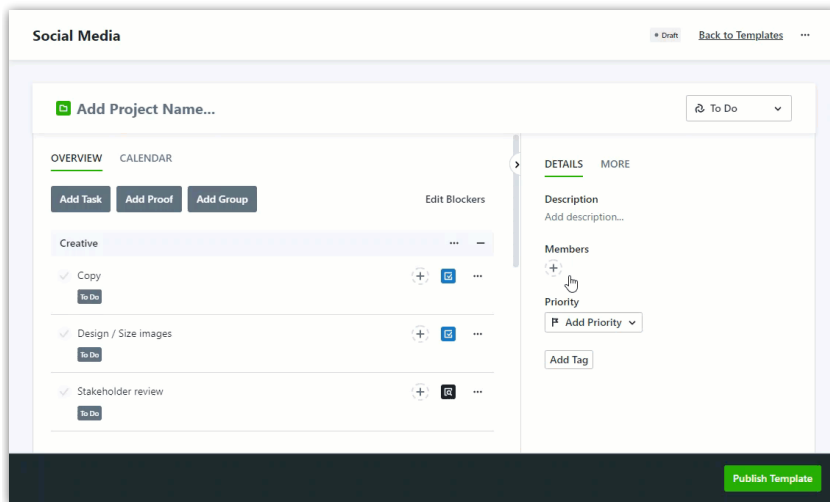 Social Media
Draft
Back to Templates
Add Project Name...
To Do
OVERVIEW CALENDAR
Add Task Add Proof Add Group
Edit Blockers
Creative
Copy
To Do
Design / Size images
To Do
Stakeholder review
To Do
DETAILS MORE
Description
Add description...
Members
Priority
Add Priority
Add Tag
Publish Template